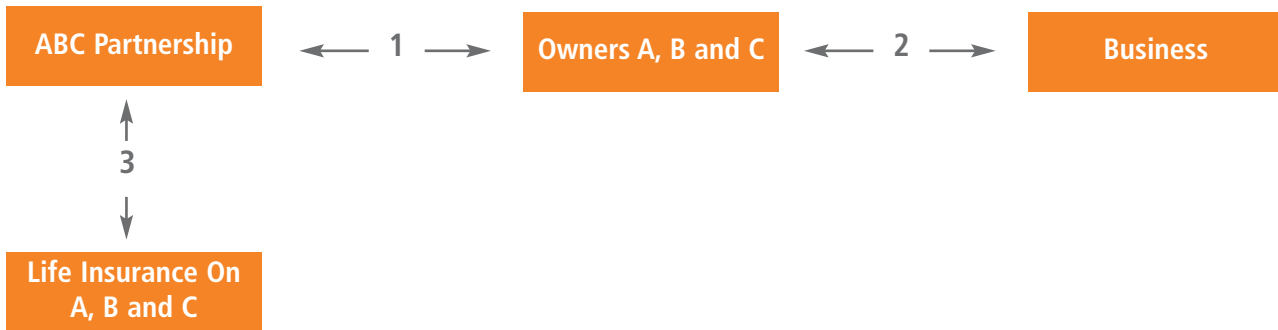 ABC Partnership
1
Owners A, B and C
2
Business
3
Life Insurance On
A, B and C